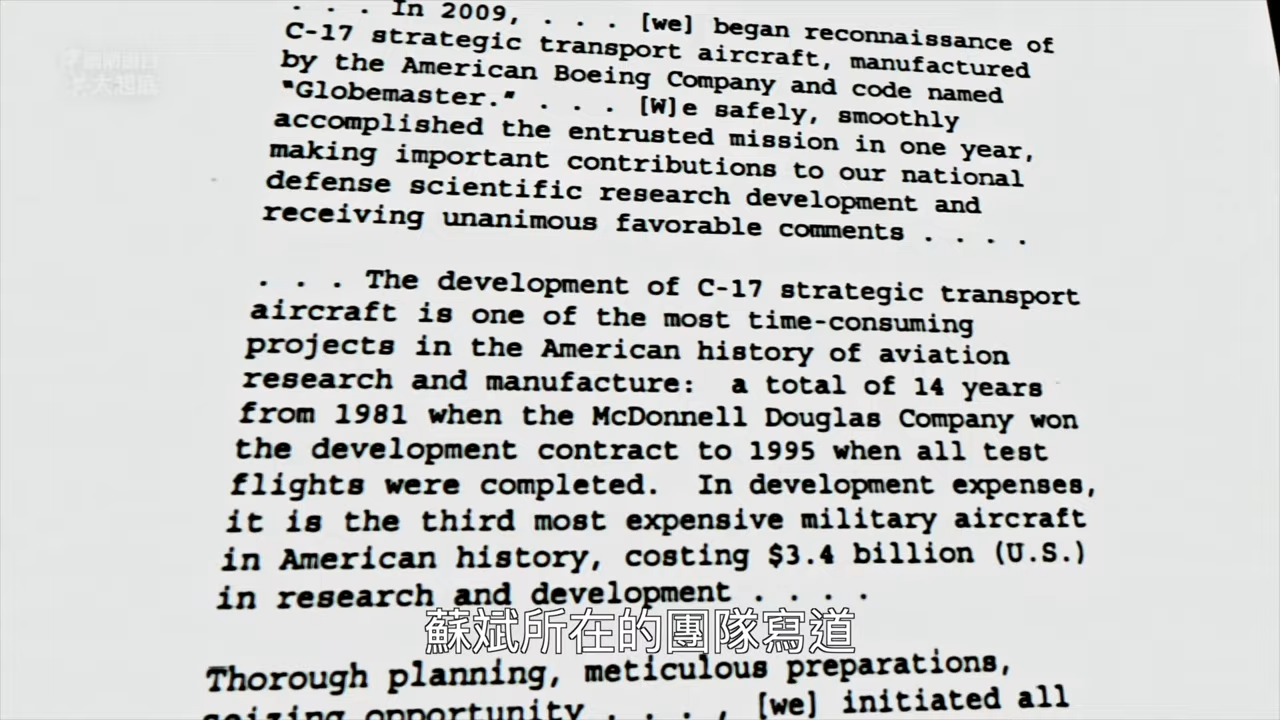 . . . In 2009, . . . [we] began reconnaissance of
C-17 strategic transport aircraft, manufactured
by the American Boeing Company and code named
"Globemaster." . . . [W]e safely, smoothly
accomplished the entrusted mission in one year,
making important contributions to our national
defense scientific research development and
receiving unanimous favorable comments . . . .
. . . The development of C-17 strategic transport
aircraft is one of the most time-consuming
projects in the American history of aviation
research and manufacture: a total of 14 years
from 1981 when the McDonnell Douglas Company won
the development contract to 1995 when all test
flights were completed. In development expenses,
it is the third most expensive military aircraft
in American history, costing $3.4 billion (U.S.)
in research and development . . . .
蘇斌所在的團隊寫道
Thorough planning, meticulous preparations,
seizing opportunity . . . ., [we] initiated all